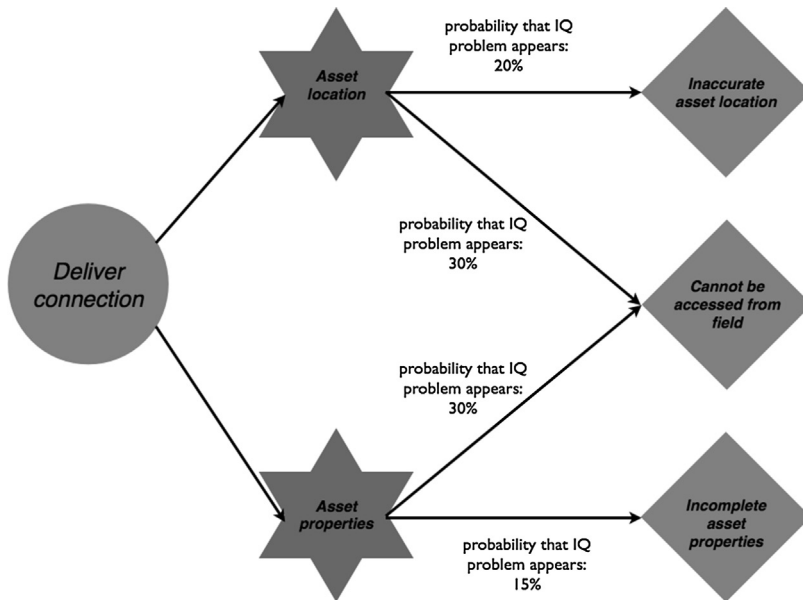 probability that IQ
problem appears:
20%
Asset
location
Inaccurate
asset location
probability that IQ
problem appears:
30%
Deliver
connection
Cannot be
accessed from
field
probability that IQ
problem appears:
30%
Asset
properties
Incomplete
asset
properties
probability that IQ
problem appears:
15%